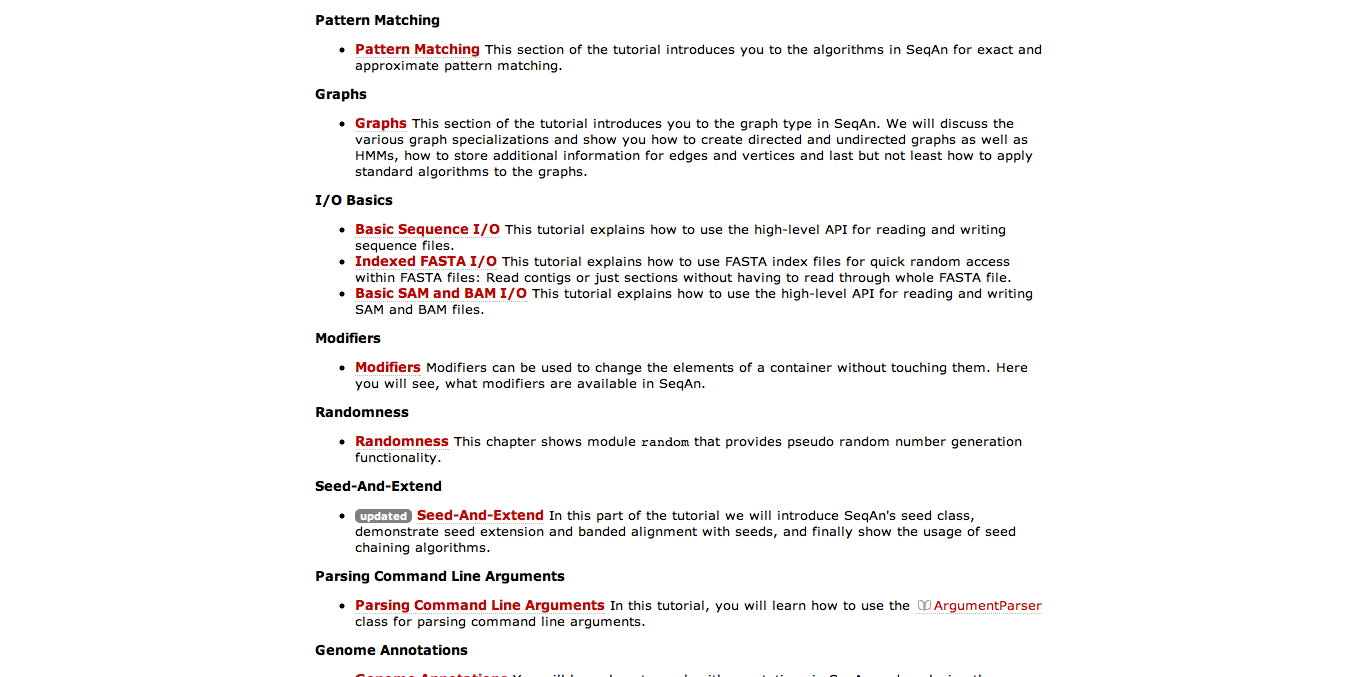 Pattern Matching
Pattern Matching This section of the tutorial introduces you to the algorithms in SeqAn for exact and
approximate pattern matching.
Graphs
Graphs This section of the tutorial introduces you to the graph type in SeqAn. We will discuss the
various graph specializations and show you how to create directed and undirected graphs as well as
HMMs, how to store additional information for edges and vertices and last but not least how to apply
standard algorithms to the graphs.
I/O Basics
Basic Sequence I/O This tutorial explains how to use the high-level API for reading and writing
sequence files.
Indexed FASTA I/O This tutorial explains how to use FASTA index files for quick random access
within FASTA files: Read contigs or just sections without having to read through whole FASTA file.
Basic SAM and BAM I/O This tutorial explains how to use the high-level API for reading and writing
SAM and BAM files.
Modifiers
Modifiers Modifiers can be used to change the elements of a container without touching them. Here
you will see, what modifiers are available in SeqAn.
Randomness
Randomness This chapter shows module random that provides pseudo random number generation
functionality.
Seed-And-Extend
updated Seed-And-Extend In this part of the tutorial we will introduce SeqAn's seed class,
demonstrate seed extension and banded alignment with seeds, and finally show the usage of seed
chaining algorithms.
Parsing Command Line Arguments
Parsing Command Line Arguments In this tutorial, you will learn how to use the ArgumentParser
class for parsing command line arguments.
Genome Annotations